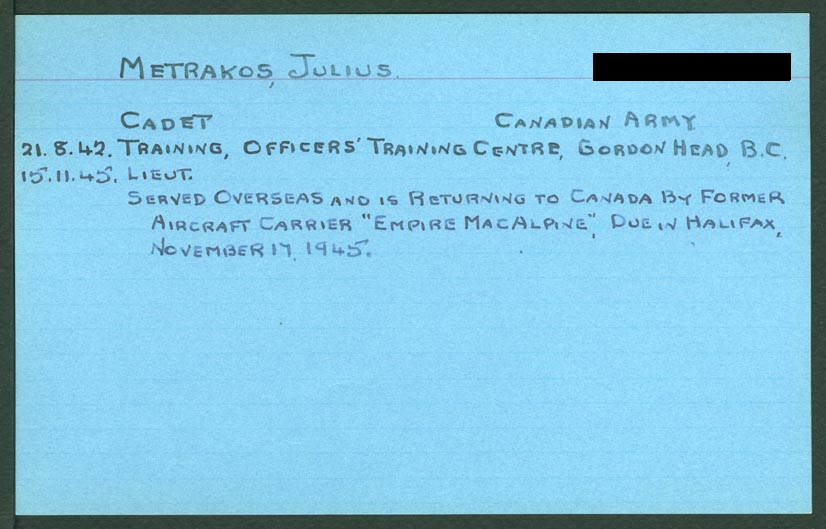 METRAKOS, JULIUS.
CADET CANADIAN ARMY
21.8.42. TRAINING, OFFICERS' TRAINING CENTRE, GORDON HEAD, B.C.
15.11.45. LIEUT.
SERVED OVERSEAS AND IS RETURNING TO CANADA BY FORMER
AIRCRAFT CARRIER "EMPIRE MACALPINE", DUE IN HALIFAX,
NOVEMBER 17, 1945.